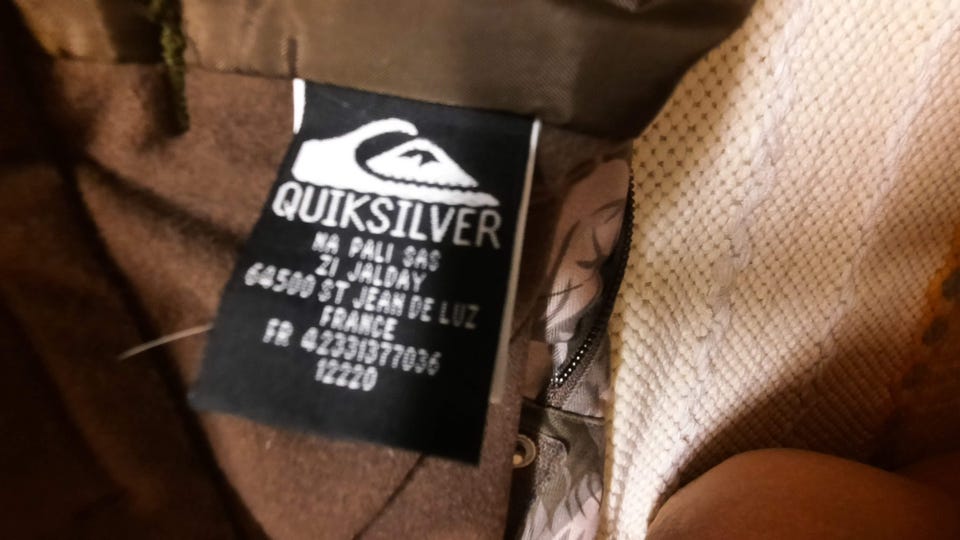 QUIKSILVER
NA PALI SAS
ZI JALDAY
64500 ST JEAN DE LUZ
FRANCE
FR 42331377036
12220